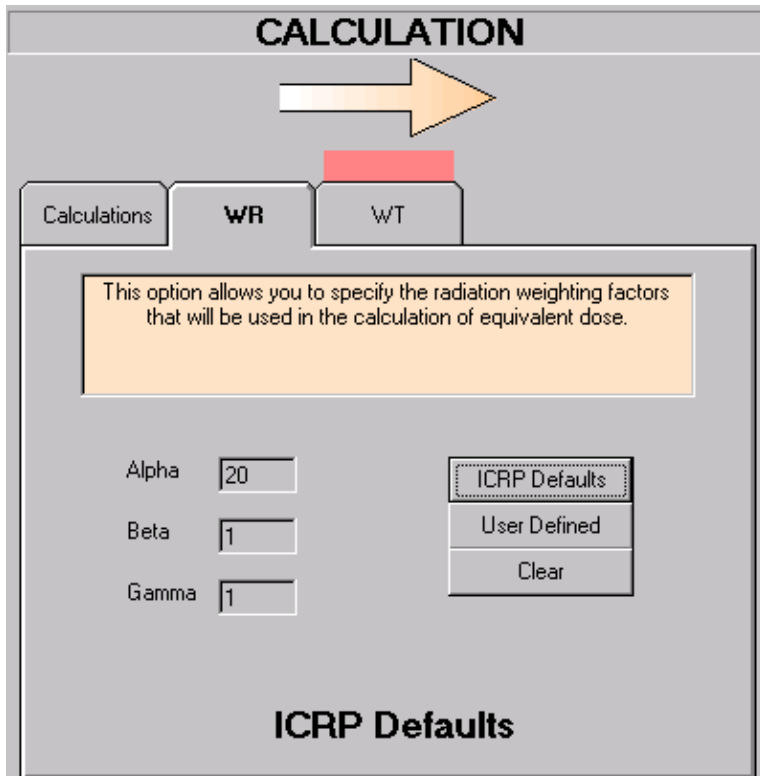 CALCULATION
Calculations WR WT
This option allows you to specify the radiation weighting factors
that will be used in the calculation of equivalent dose.
Alpha 20 ICRP Defaults
Beta 1 User Defined
Clear
Gamma 1
ICRP Defaults